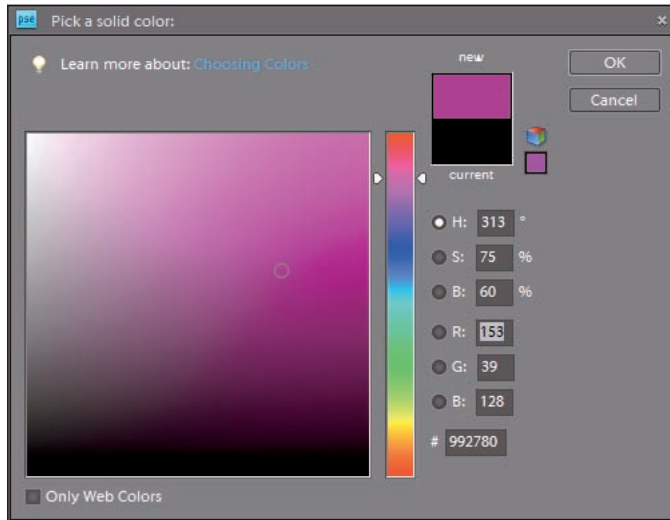 pse Pick a solid color: ×
Learn more about: Choosing Colors
new
current
OK
Cancel
H: 313 °
S: 75 %
B: 60 %
R: 153
G: 39
B: 128
# 992780
Only Web Colors